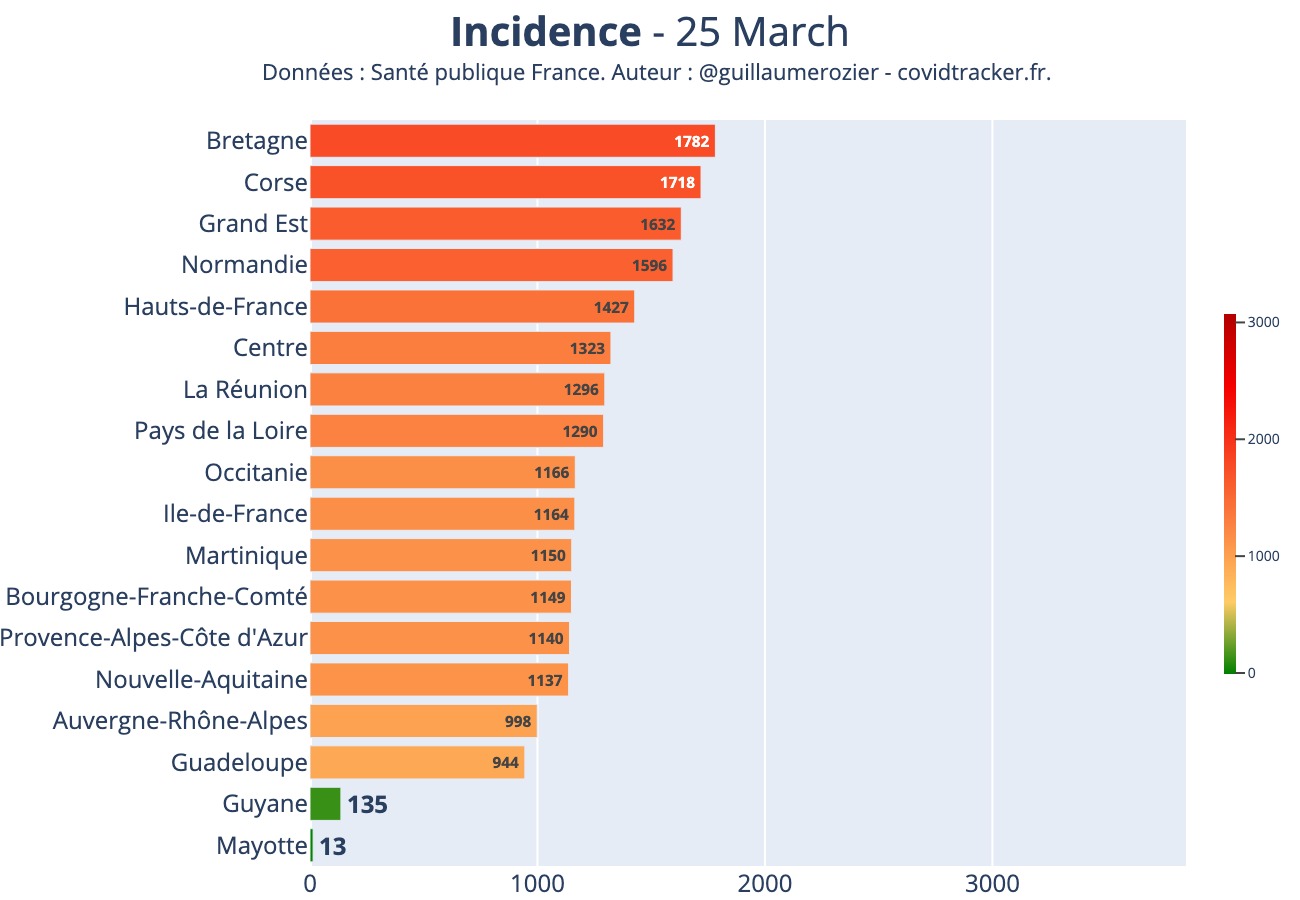 Incidence - 25 March
Données : Santé publique France. Auteur : @guillaumerozier - covidtracker.fr.
Bretagne 1782
Corse 1718
Grand Est 1632
Normandie 1596
Hauts-de-France 1427
Centre 1323
La Réunion 1296
Pays de la Loire 1290
Occitanie 1166
Ile-de-France 1164
Martinique 1150
Bourgogne-Franche-Comté 1149
Provence-Alpes-Côte d'Azur 1140
Nouvelle-Aquitaine 1137
Auvergne-Rhône-Alpes 998
Guadeloupe 944
Guyane 135
Mayotte 13
0 1000 2000 3000
3000
2000
1000
0